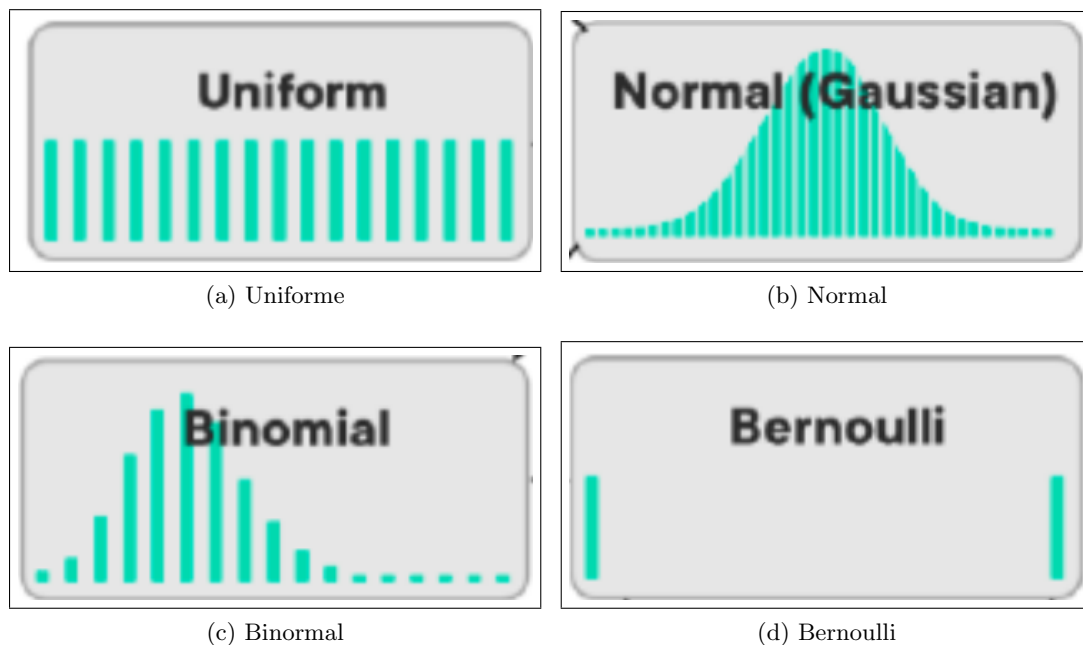 Uniform
Normal (Gaussian)
(a) Uniforme
(b) Normal
Binomial
Bernoulli
(c) Binormal
(d) Bernoulli